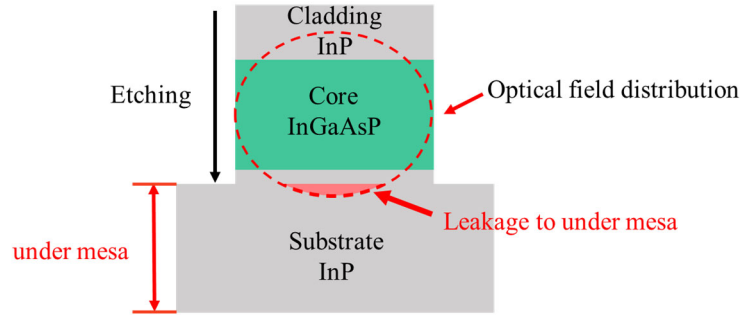 Cladding
InP
Etching
Core
InGaAsP
Optical field distribution
Leakage to under mesa
under mesa
Substrate
InP